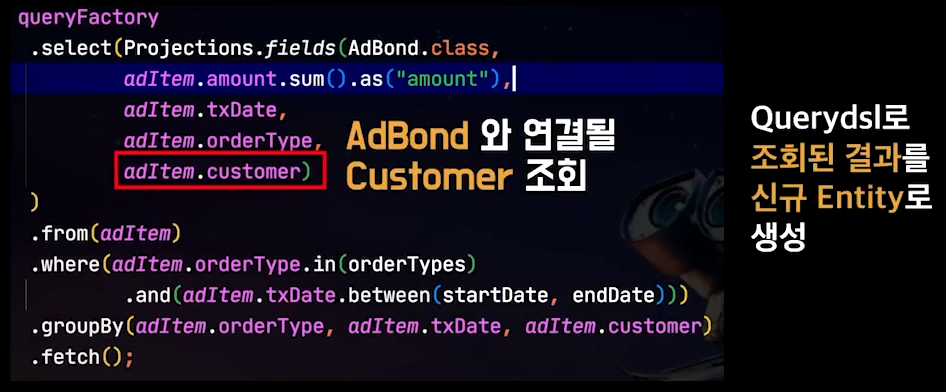 queryFactory
.select(Projections.fields(AdBond.class,
adItem.amount.sum().as("amount"),
adItem.txDate,
adItem.orderType,
adItem.customer)
)
.from(adItem)
.where(adItem.orderType.in(orderTypes)
.and(adItem.txDate.between(startDate, endDate)))
.groupBy(adItem.orderType, adItem.txDate, adItem.customer)
.fetch();
AdBond 와 연결될
Customer 조회
Querydsl로
조회된 결과를
신규 Entity로
생성